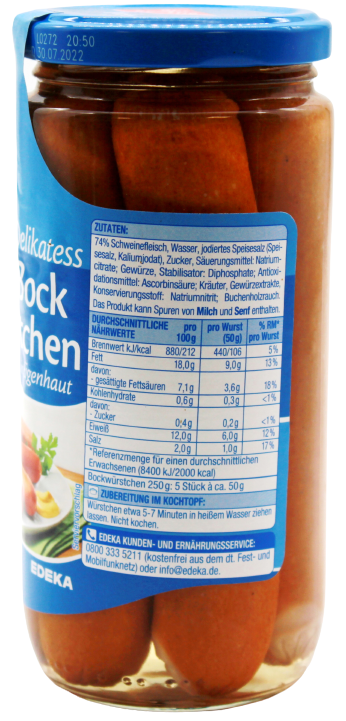 L0272 20:50
30.07.2022
Delikatess
Bock
chen
genhaut
ZUTATEN:
74% Schweinefleisch, Wasser, jodiertes Speisesalz (Spei-
sesalz, Kaliumjodat), Zucker, Säuerungsmittel: Natrium-
citrate; Gewürze, Stabilisator: Diphosphate; Antioxi-
dationsmittel: Ascorbinsäure; Kräuter, Gewürzextrakte,
Konservierungsstoff: Natriumnitrit; Buchenholzrauch.
Das Produkt kann Spuren von Milch und Senf enthalten.
DURCHSCHNITTLICHE NÄHRWERTE pro 100g pro Wurst (50g) % RM* pro Wurst
Brennwert kJ/kcal 880/212 440/106 5%
Fett 18,0g 9,0g 13%
davon:
- gesättigte Fettsäuren 7,1g 3,6g 18%
Kohlenhydrate 0,6g 0,3g <1%
davon:
- Zucker 0,4g 0,2g <1%
Eiweiß 12,0g 6,0g 12%
Salz 2,0g 1,0g 17%
*Referenzmenge für einen durchschnittlichen
Erwachsenen (8400 kJ/2000 kcal)
Bockwürstchen 250g: 5 Stück à ca. 50g
ZUBEREITUNG IM KOCHTOPF:
Würstchen etwa 5-7 Minuten in heißem Wasser ziehen
lassen. Nicht kochen.
EDEKA KUNDEN- UND ERNÄHRUNGSSERVICE:
0800 333 5211 (kostenfrei aus dem dt. Fest- und
Mobilfunknetz) oder info@edeka.de.
EDEKA